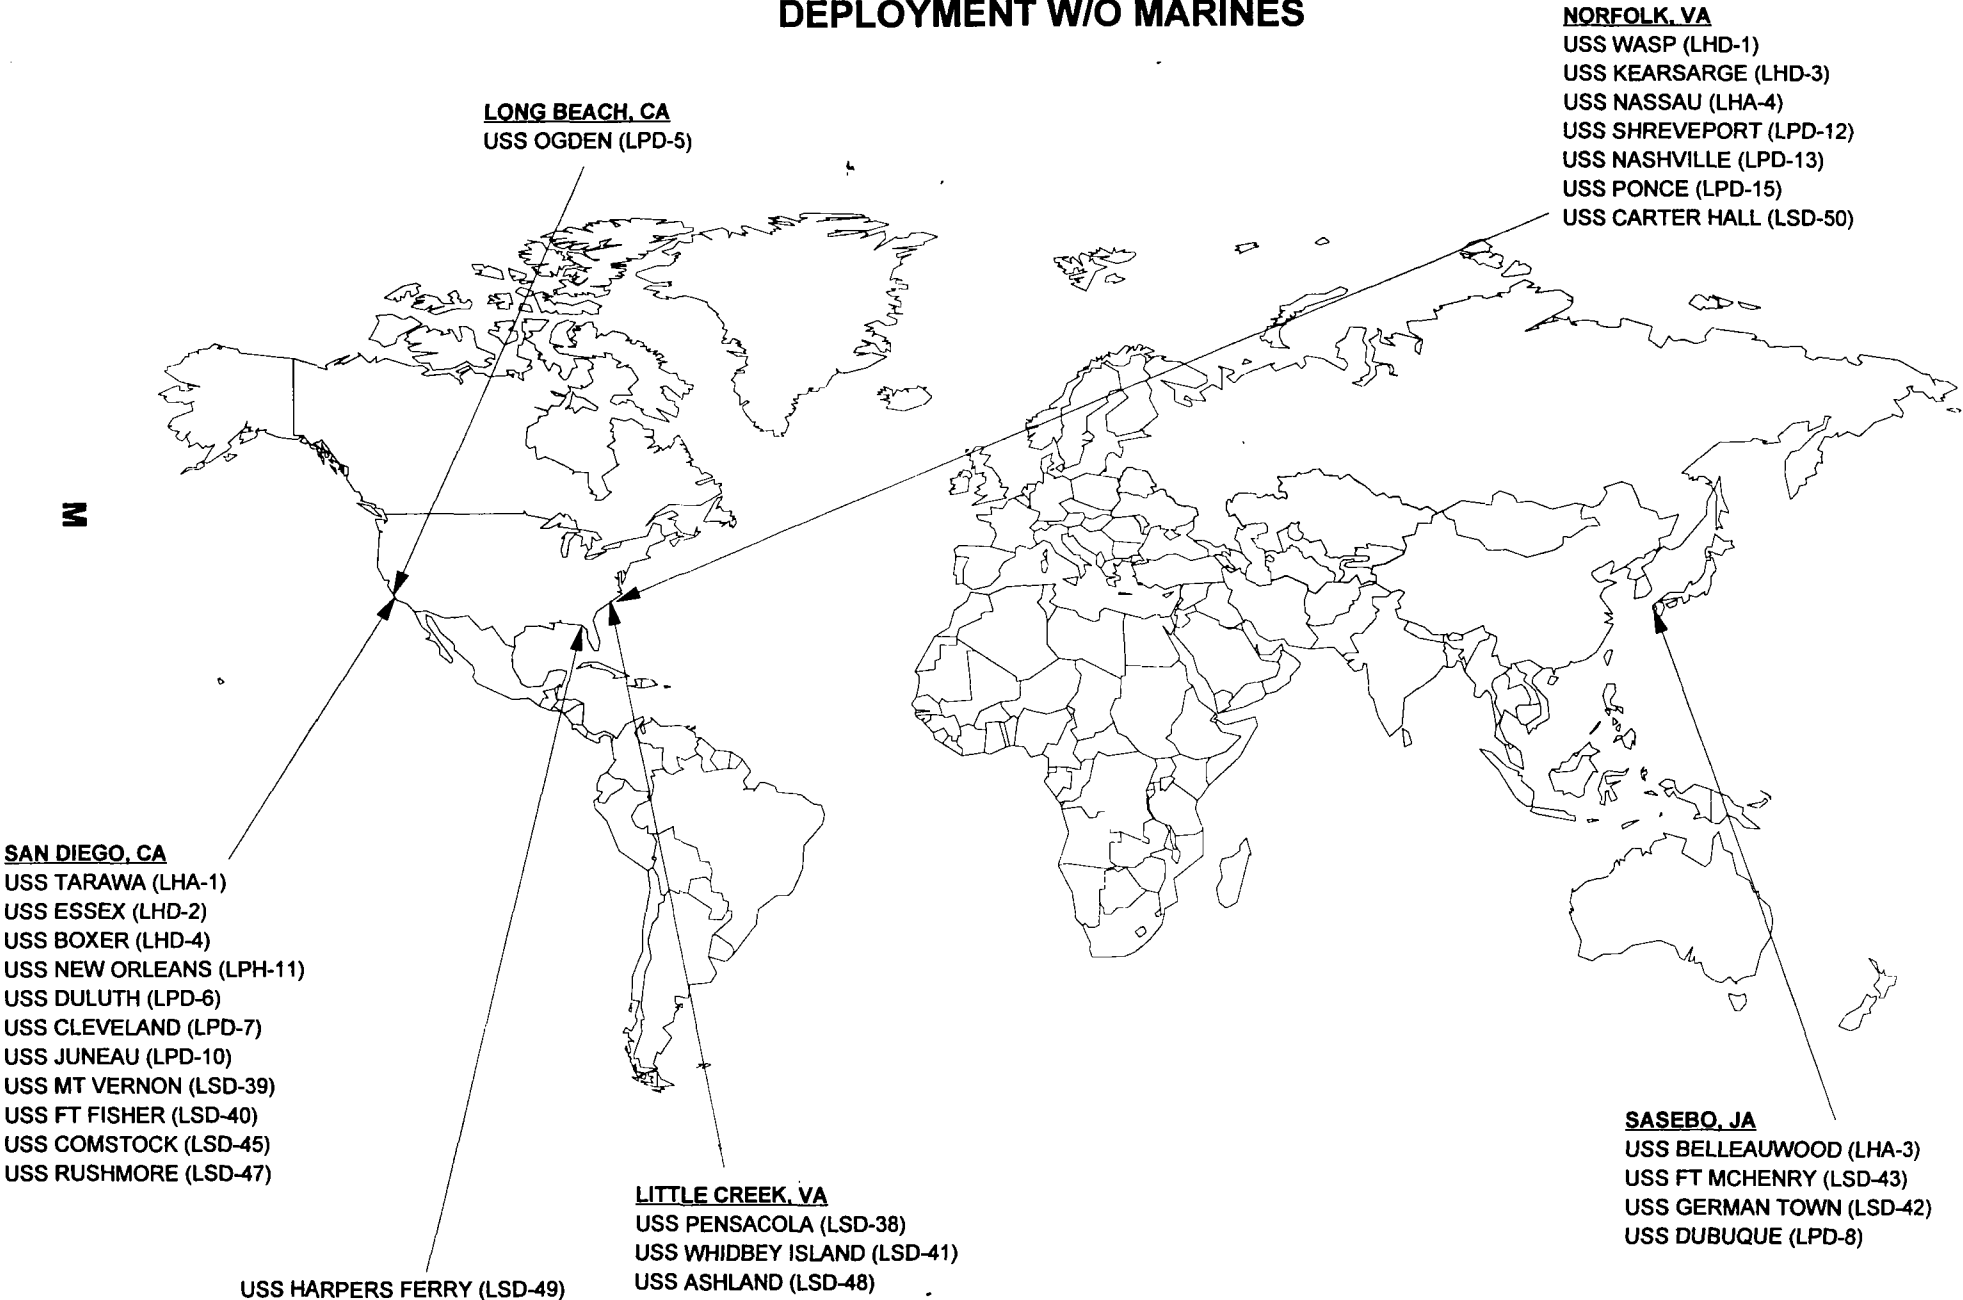 DEPLOYMENT W/O MARINES
NORFOLK, VA
USS WASP (LHD-1)
USS KEARSARGE (LHD-3)
USS NASSAU (LHA-4)
USS SHREVEPORT (LPD-12)
USS NASHVILLE (LPD-13)
USS PONCE (LPD-15)
USS CARTER HALL (LSD-50)
LONG BEACH, CA
USS OGDEN (LPD-5)
M
SAN DIEGO, CA
USS TARAWA (LHA-1)
USS ESSEX (LHD-2)
USS BOXER (LHD-4)
USS NEW ORLEANS (LPH-11)
USS DULUTH (LPD-6)
USS CLEVELAND (LPD-7)
USS JUNEAU (LPD-10)
USS MT VERNON (LSD-39)
USS FT FISHER (LSD-40)
USS COMSTOCK (LSD-45)
USS RUSHMORE (LSD-47)
USS HARPERS FERRY (LSD-49)
LITTLE CREEK, VA
USS PENSACOLA (LSD-38)
USS WHIDBEY ISLAND (LSD-41)
USS ASHLAND (LSD-48)
SASEBO, JA
USS BELLEAUWOOD (LHA-3)
USS FT MCHENRY (LSD-43)
USS GERMAN TOWN (LSD-42)
USS DUBUQUE (LPD-8)